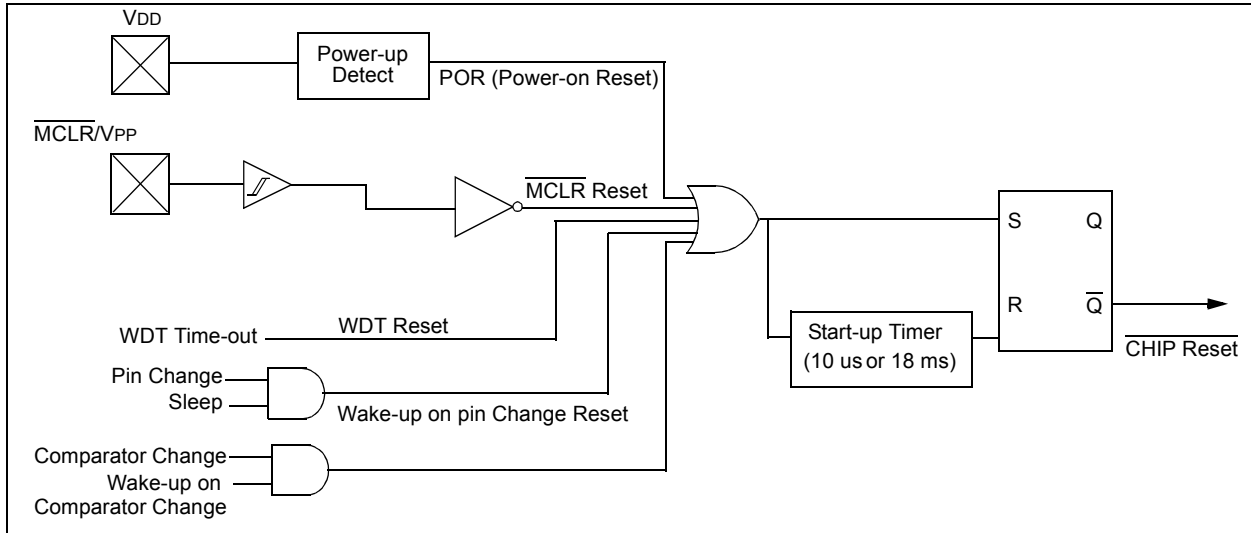 VDD
Power-up
Detect
POR (Power-on Reset)
MCLR/VPP
MCLR Reset
S Q
R Q
WDT Time-out
WDT Reset
Start-up Timer
(10 us or 18 ms)
CHIP Reset
Pin Change
Sleep
Wake-up on pin Change Reset
Comparator Change
Wake-up on
Comparator Change